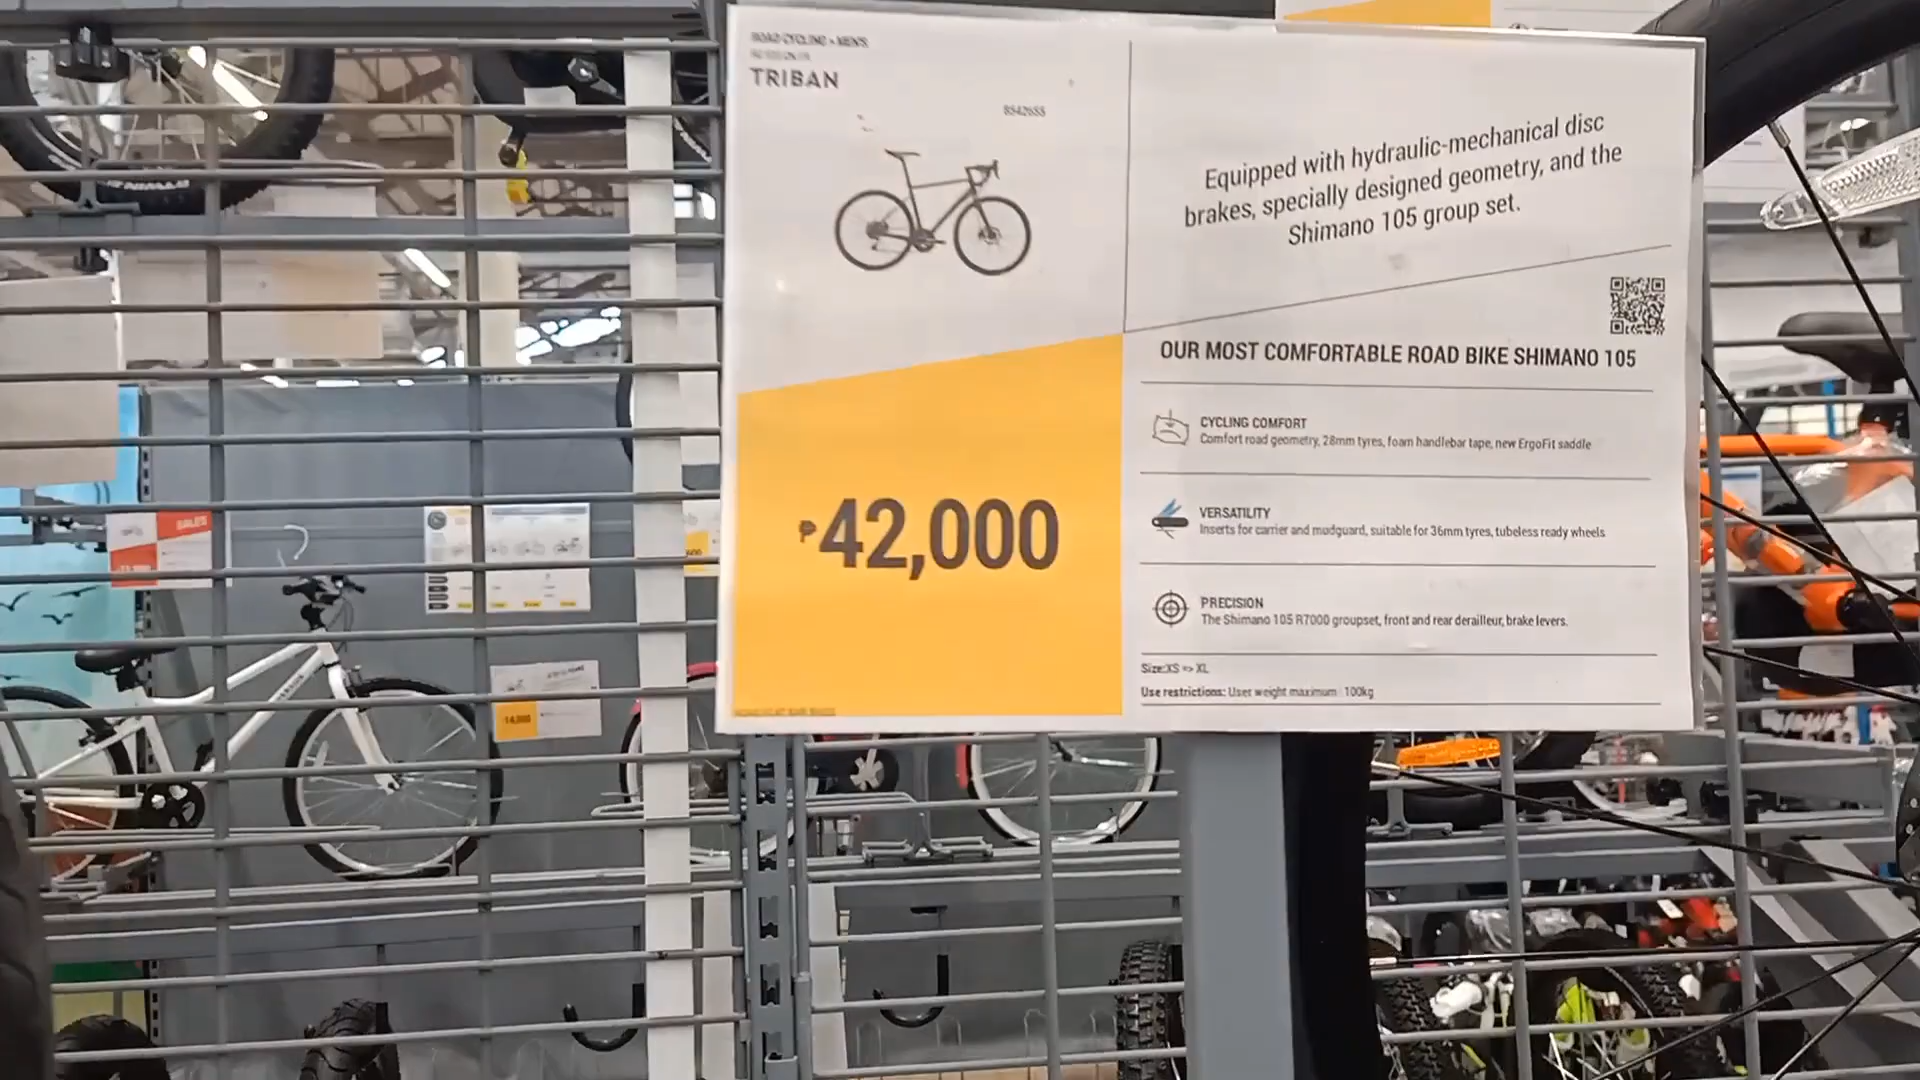 ROAD CYCLING - MEN'S
TRIBAN
8542655
Equipped with hydraulic-mechanical disc
brakes, specially designed geometry, and the
Shimano 105 group set.
OUR MOST COMFORTABLE ROAD BIKE SHIMANO 105
₱42,000
CYCLING COMFORT
Comfort road geometry, 28mm tyres, foam handlebar tape, new ErgoFit saddle
VERSATILITY
Inserts for carrier and mudguard, suitable for 36mm tyres, tubeless ready wheels
PRECISION
The Shimano 105 R7000 groupset, front and rear derailleur, brake levers.
Size:XS => XL
Use restrictions: User weight maximum : 100kg
SALES
14,000